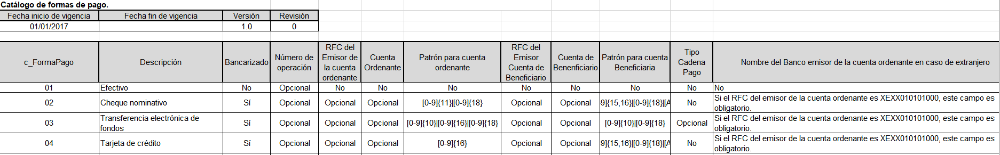 Catálogo de formas de pago.
Fecha inicio de vigencia Fecha fin de vigencia Versión Revisión
01/01/2017 1.0 0
c_FormaPago Descripción Bancarizado Número de operación RFC del Emisor de la cuenta ordenante Cuenta Ordenante Patrón para cuenta ordenante RFC del Emisor Cuenta de Beneficiario Cuenta de Benenficiario Patrón para cuenta Beneficiaria Tipo Cadena Pago Nombre del Banco emisor de la cuenta ordenante en caso de extranjero
01 Efectivo No Opcional No No No No No No No No
02 Cheque nominativo Sí Opcional Opcional Opcional [0-9]{11}|[0-9]{18} Opcional Opcional 9]{15,16}|[0-9]{18}|[A No Si el RFC del emisor de la cuenta ordenante es XEXX010101000, este campo es
obligatorio.
03 Transferencia electrónica de fondos Sí Opcional Opcional Opcional [0-9]{10}|[0-9]{16}|[0-9]{18} Opcional Opcional [0-9]{10}|[0-9]{18} Opcional Si el RFC del emisor de la cuenta ordenante es XEXX010101000, este campo es
obligatorio.
04 Tarjeta de crédito Sí Opcional Opcional Opcional [0-9]{16} Opcional Opcional 9]{15,16}|[0-9]{18}|[A No Si el RFC del emisor de la cuenta ordenante es XEXX010101000, este campo es
obligatorio.